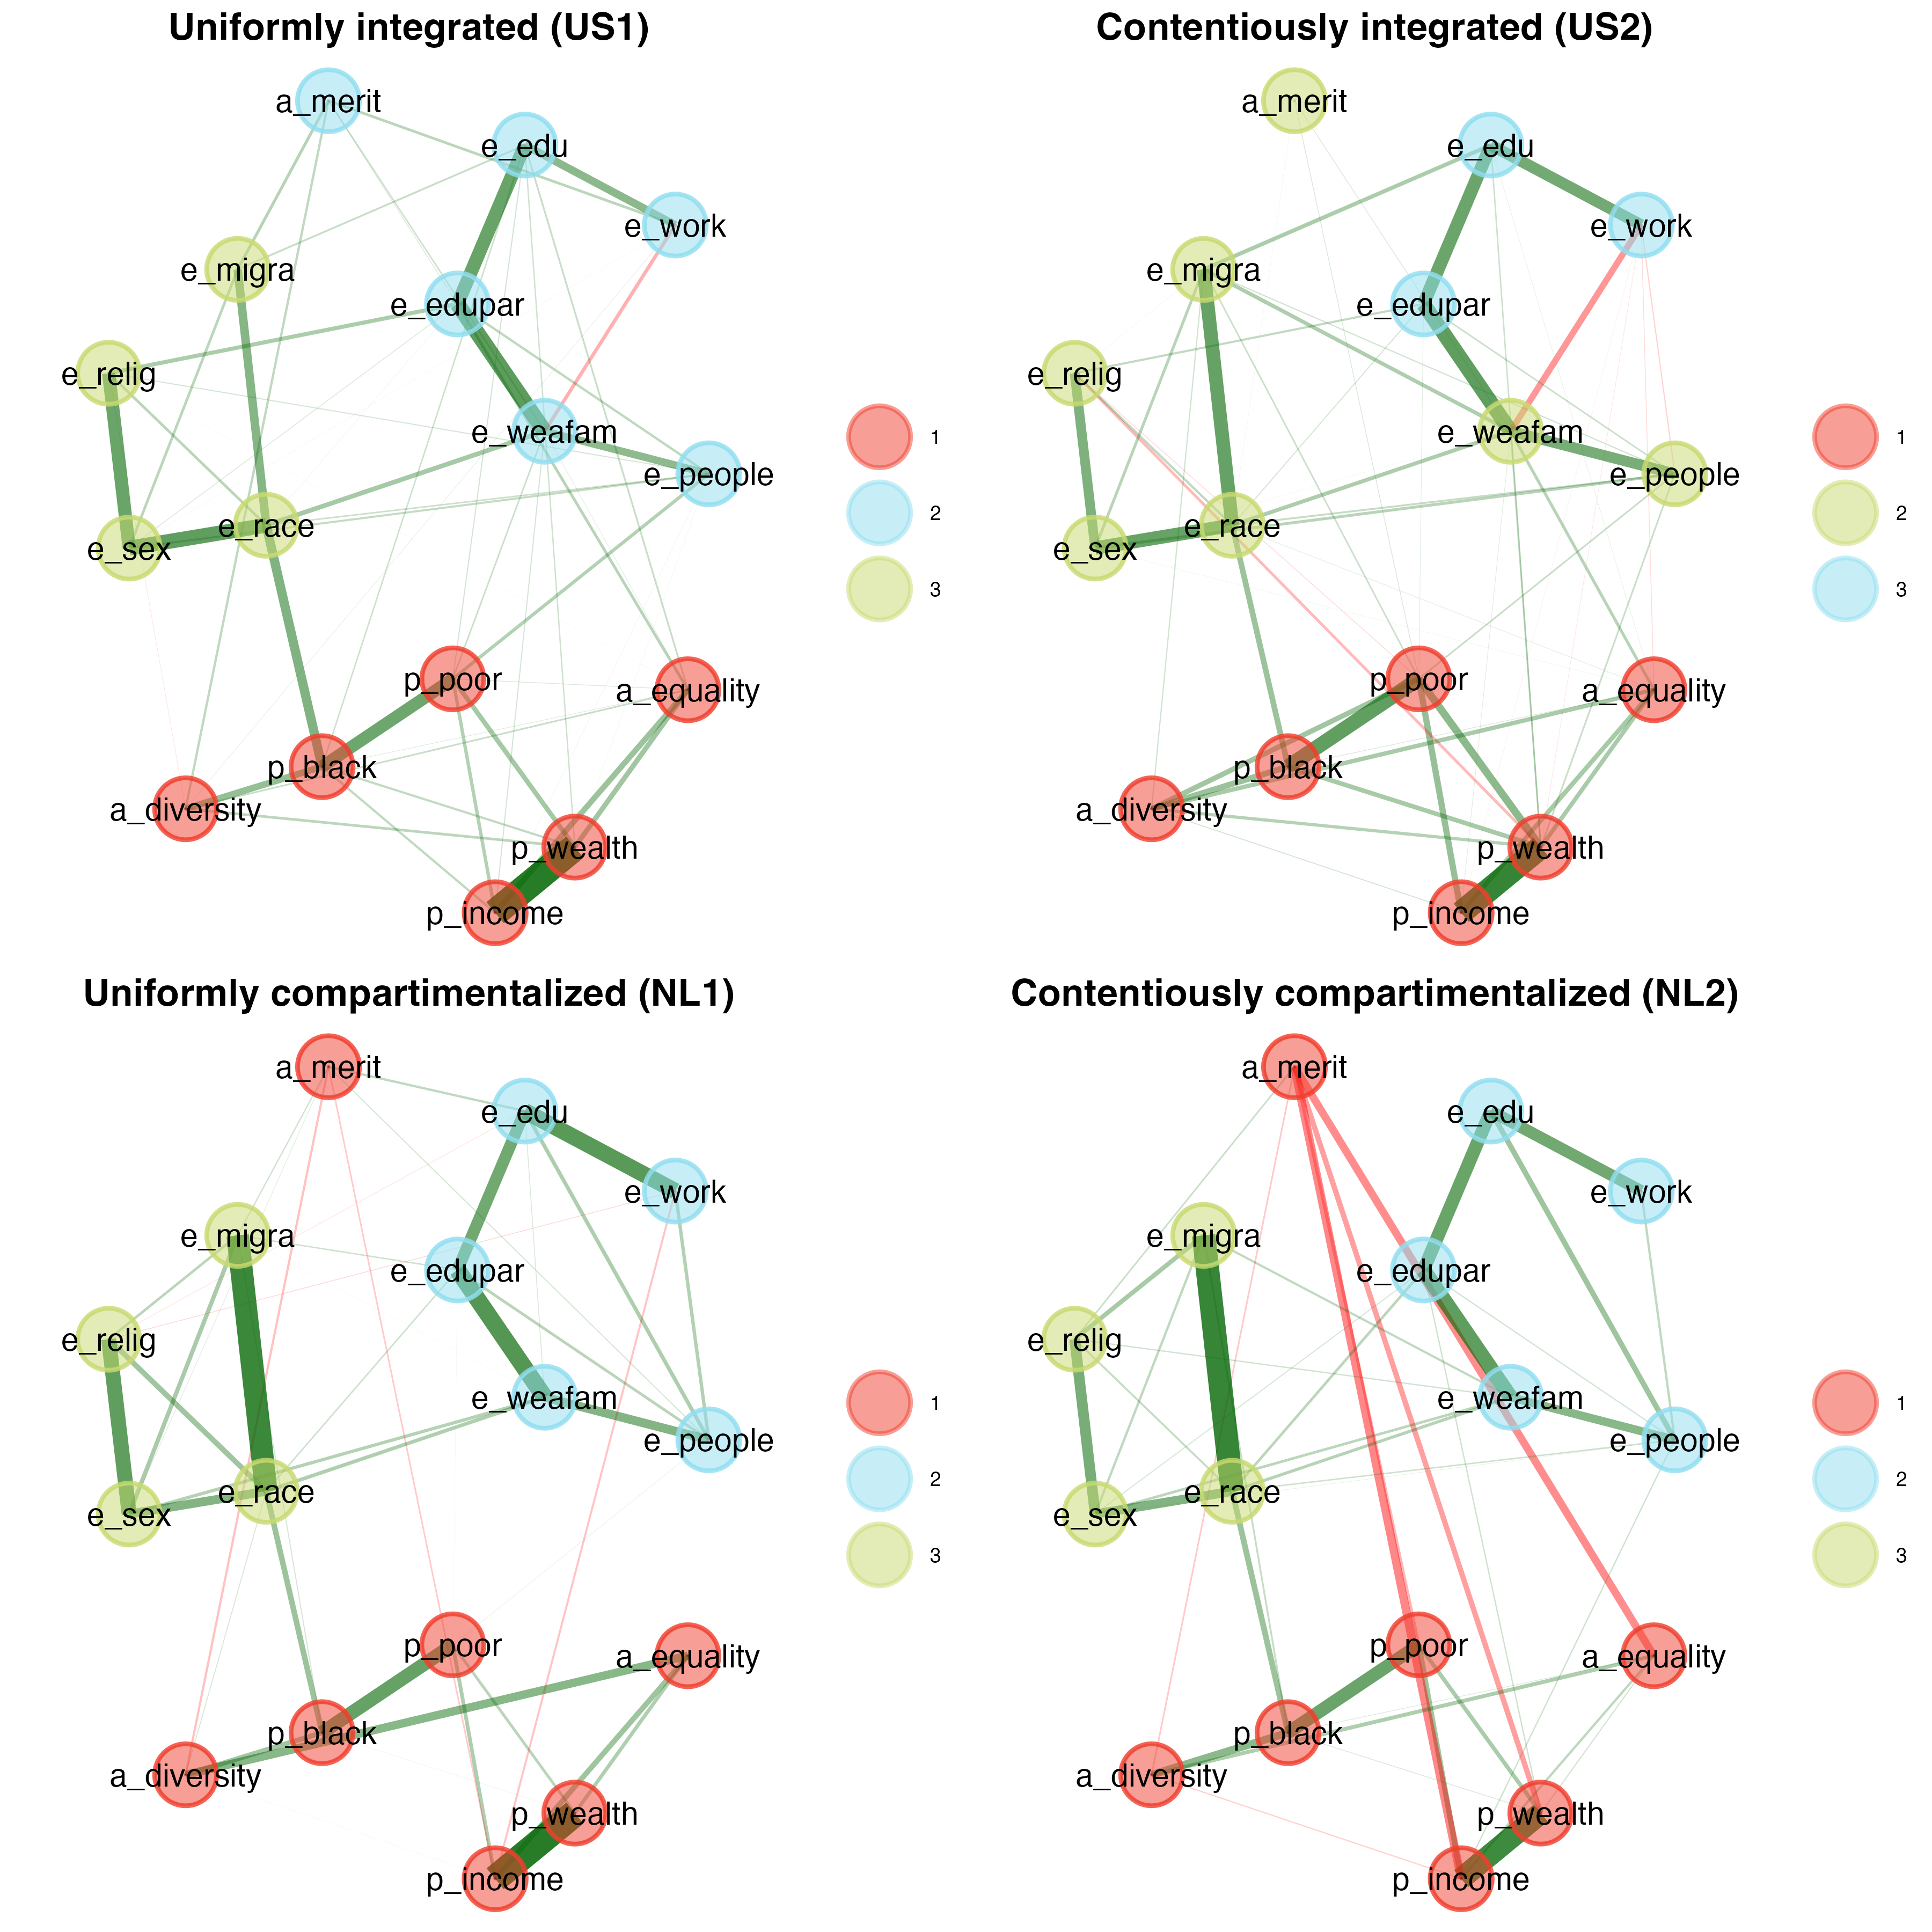 Uniformly integrated (US1)
a_merit
e_edu
e_work
e_migra
e_edupar
e_relig
e_weafam
e_people
e_race
e_sex
p_poor
a_equality
p_black
a_diversity
p_wealth
p_income
1
2
3
Contentiously integrated (US2)
a_merit
e_edu
e_work
e_migra
e_edupar
e_relig
e_weafam
e_people
e_race
e_sex
p_poor
a_equality
p_black
a_diversity
p_wealth
p_income
1
2
3
Uniformly compartimentalized (NL1)
a_merit
e_edu
e_work
e_migra
e_edupar
e_relig
e_weafam
e_people
e_race
e_sex
p_poor
a_equality
p_black
a_diversity
p_wealth
p_income
1
2
3
Contentiously compartimentalized (NL2)
a_merit
e_edu
e_work
e_migra
e_edupar
e_relig
e_weafam
e_people
e_race
e_sex
p_poor
a_equality
p_black
a_diversity
p_wealth
p_income
1
2
3